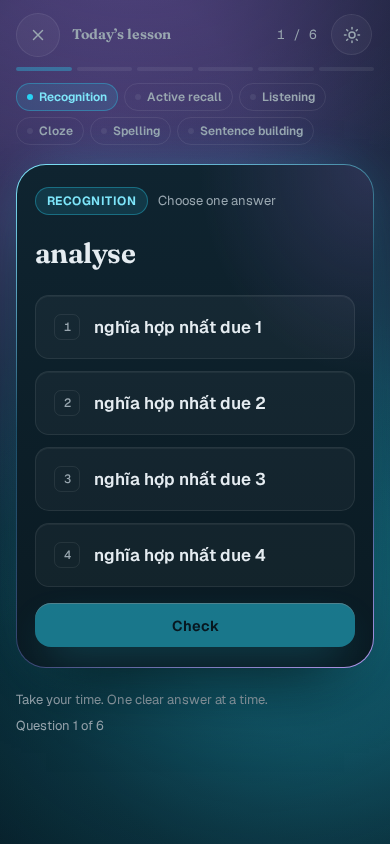 Today's lesson 1 / 6
Recognition Active recall Listening
Cloze Spelling Sentence building
RECOGNITION Choose one answer
analyse
1 nghĩa hợp nhất due 1
2 nghĩa hợp nhất due 2
3 nghĩa hợp nhất due 3
4 nghĩa hợp nhất due 4
Check
Take your time. One clear answer at a time.
Question 1 of 6